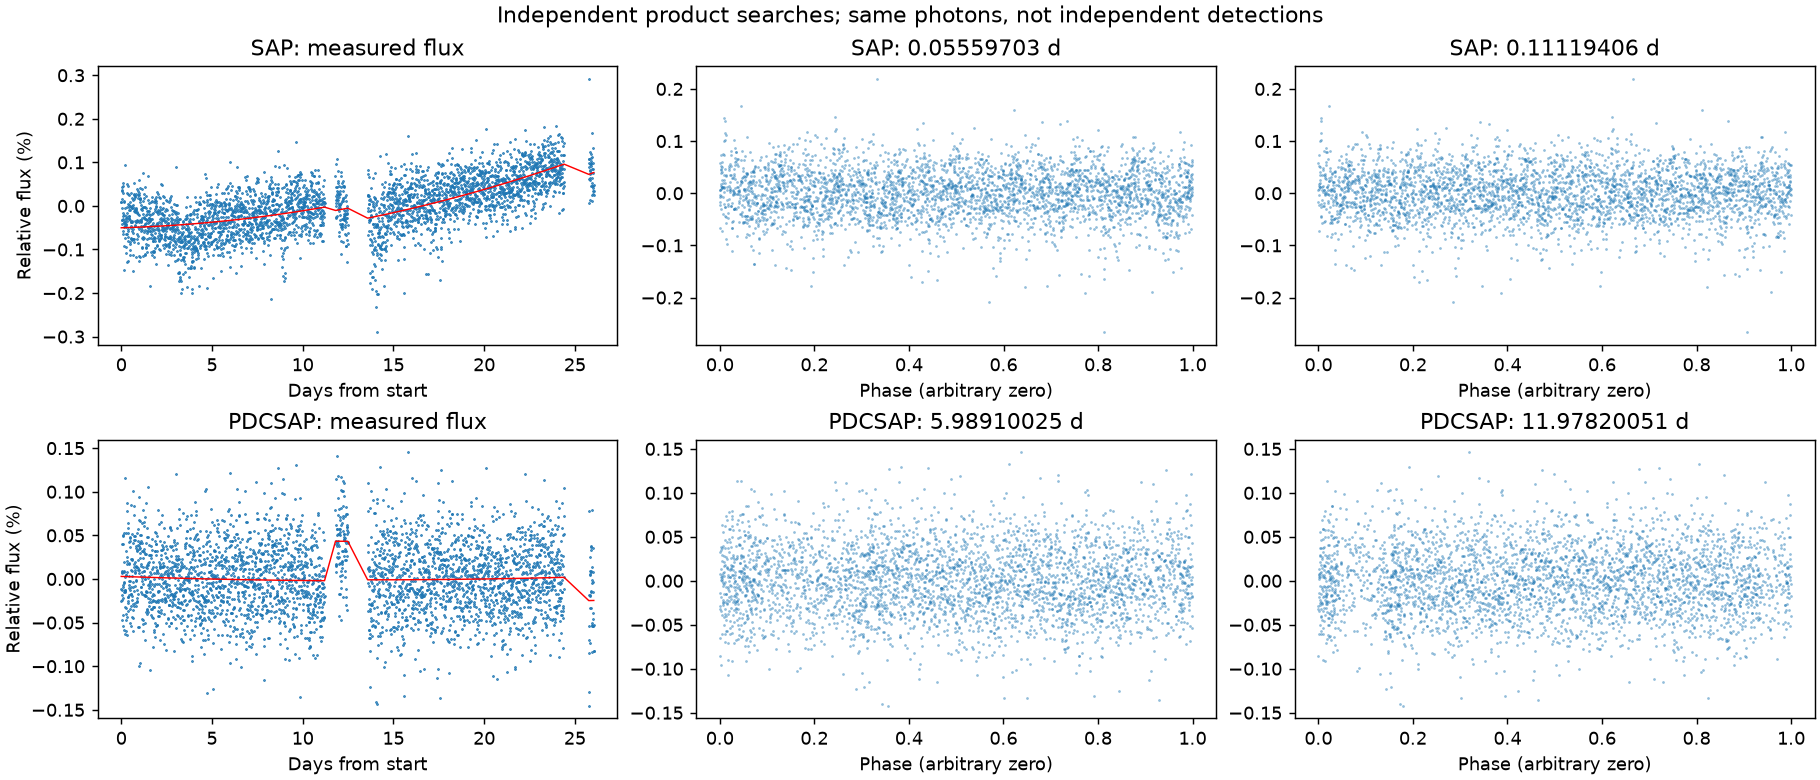 Independent product searches; same photons, not independent detections
SAP: measured flux
SAP: 0.05559703 d
SAP: 0.11119406 d
Relative flux (%)
0.3
0.2
0.1
0.0
−0.1
−0.2
−0.3
0 5 10 15 20 25
Days from start
0.2
0.1
0.0
−0.1
−0.2
0.0 0.2 0.4 0.6 0.8 1.0
Phase (arbitrary zero)
0.2
0.1
0.0
−0.1
−0.2
0.0 0.2 0.4 0.6 0.8 1.0
Phase (arbitrary zero)
PDCSAP: measured flux
PDCSAP: 5.98910025 d
PDCSAP: 11.97820051 d
Relative flux (%)
0.15
0.10
0.05
0.00
−0.05
−0.10
−0.15
0 5 10 15 20 25
Days from start
0.15
0.10
0.05
0.00
−0.05
−0.10
−0.15
0.0 0.2 0.4 0.6 0.8 1.0
Phase (arbitrary zero)
0.15
0.10
0.05
0.00
−0.05
−0.10
−0.15
0.0 0.2 0.4 0.6 0.8 1.0
Phase (arbitrary zero)